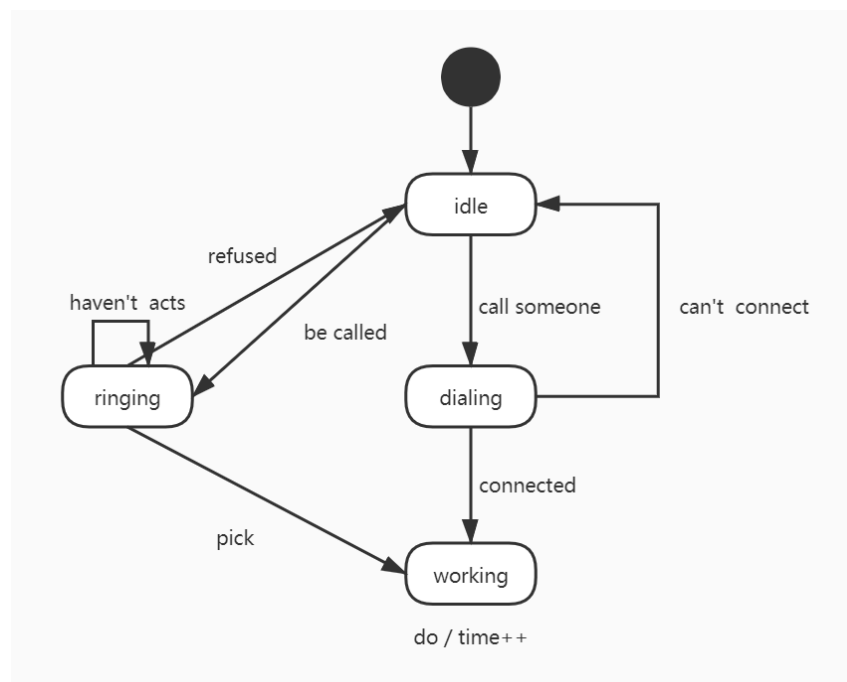 idle
refused
haven't acts
be called
call someone
can't connect
ringing
dialing
connected
pick
working
do / time++